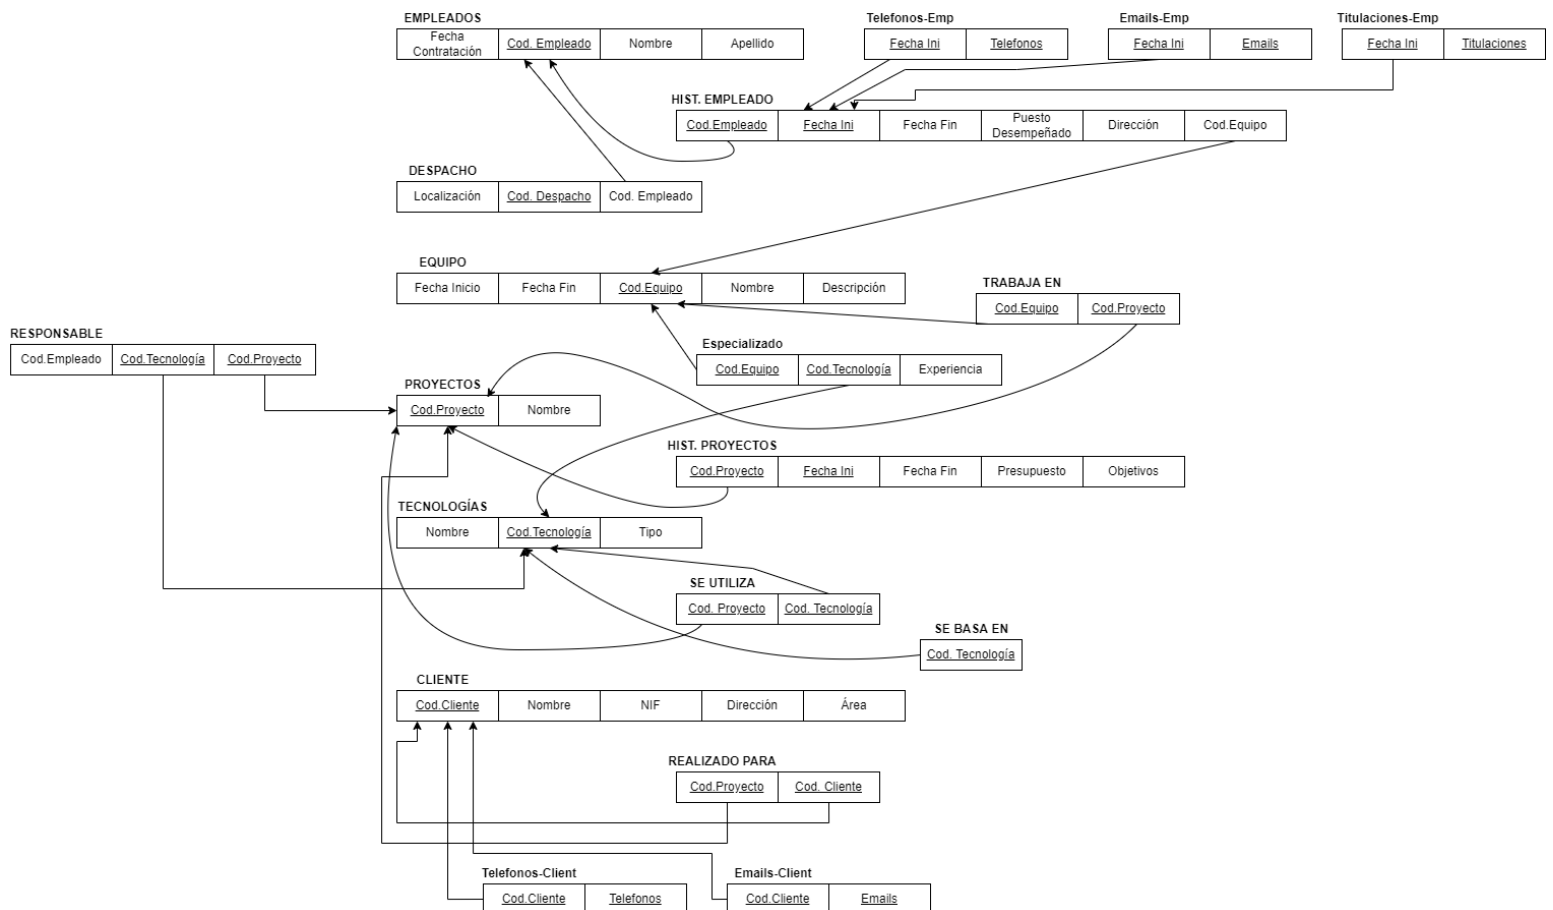 EMPLEADOS
Fecha
Contratación
Cod. Empleado
Nombre
Apellido
Telefonos-Emp
Fecha Ini
Telefonos
Emails-Emp
Fecha Ini
Emails
Titulaciones-Emp
Fecha Ini
Titulaciones
HIST. EMPLEADO
Cod.Empleado
Fecha Ini
Fecha Fin
Puesto
Desempeñado
Dirección
Cod.Equipo
DESPACHO
Localización
Cod. Despacho
Cod. Empleado
EQUIPO
Fecha Inicio
Fecha Fin
Cod.Equipo
Nombre
Descripción
TRABAJA EN
Cod.Equipo
Cod.Proyecto
RESPONSABLE
Cod.Empleado
Cod.Tecnología
Cod.Proyecto
Especializado
Cod.Equipo
Cod.Tecnología
Experiencia
PROYECTOS
Cod.Proyecto
Nombre
HIST. PROYECTOS
Cod.Proyecto
Fecha Ini
Fecha Fin
Presupuesto
Objetivos
TECNOLOGÍAS
Nombre
Cod.Tecnología
Tipo
SE UTILIZA
Cod. Proyecto
Cod. Tecnología
SE BASA EN
Cod. Tecnología
CLIENTE
Cod.Cliente
Nombre
NIF
Dirección
Área
REALIZADO PARA
Cod.Proyecto
Cod. Cliente
Telefonos-Client
Cod.Cliente
Telefonos
Emails-Client
Cod.Cliente
Emails